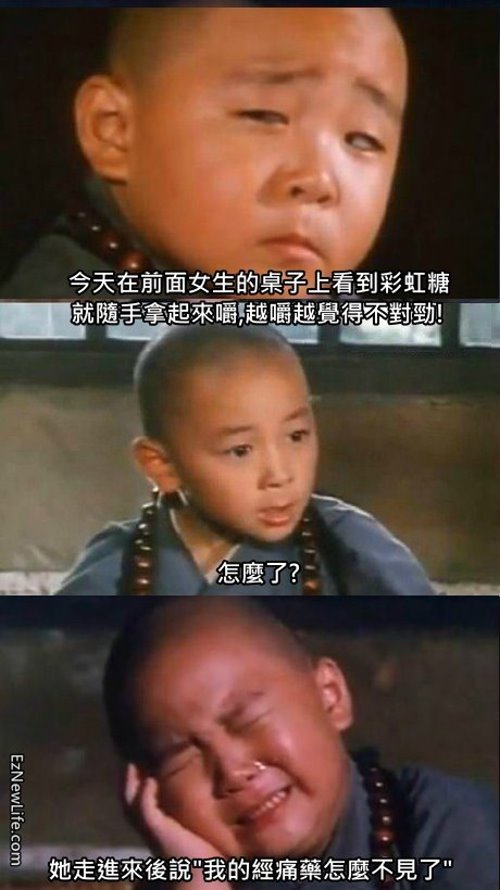 今天在前面女生的桌子上看到彩虹糖
就隨手拿起來嚼,越嚼越覺得不對勁!
怎麼了?
她走進來後說"我的經痛藥怎麼不見了"
EzNewLife.com